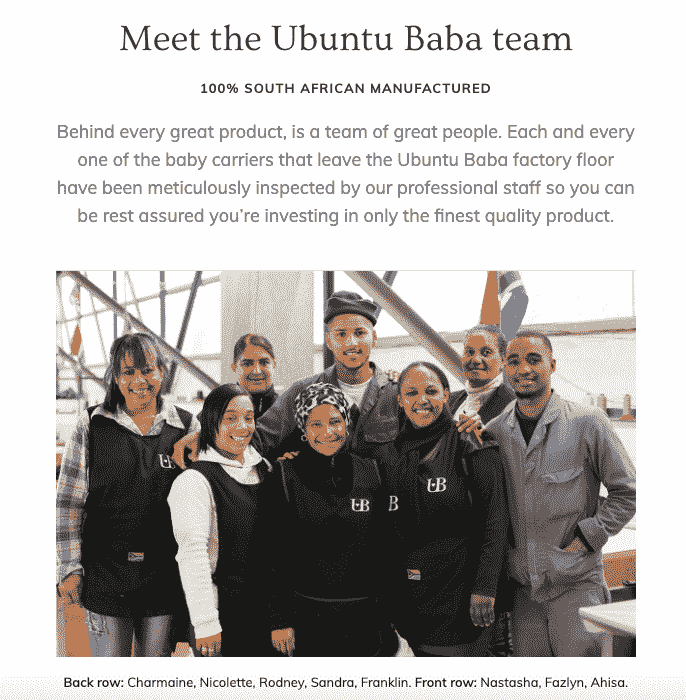 Meet the Ubuntu Baba team
100% SOUTH AFRICAN MANUFACTURED
Behind every great product, is a team of great people. Each and every
one of the baby carriers that leave the Ubuntu Baba factory floor
have been meticulously inspected by our professional staff so you can
be rest assured you're investing in only the finest quality product.
UB
UB
B
UB
Back row: Charmaine, Nicolette, Rodney, Sandra, Franklin. Front row: Nastasha, Fazlyn, Ahisa.